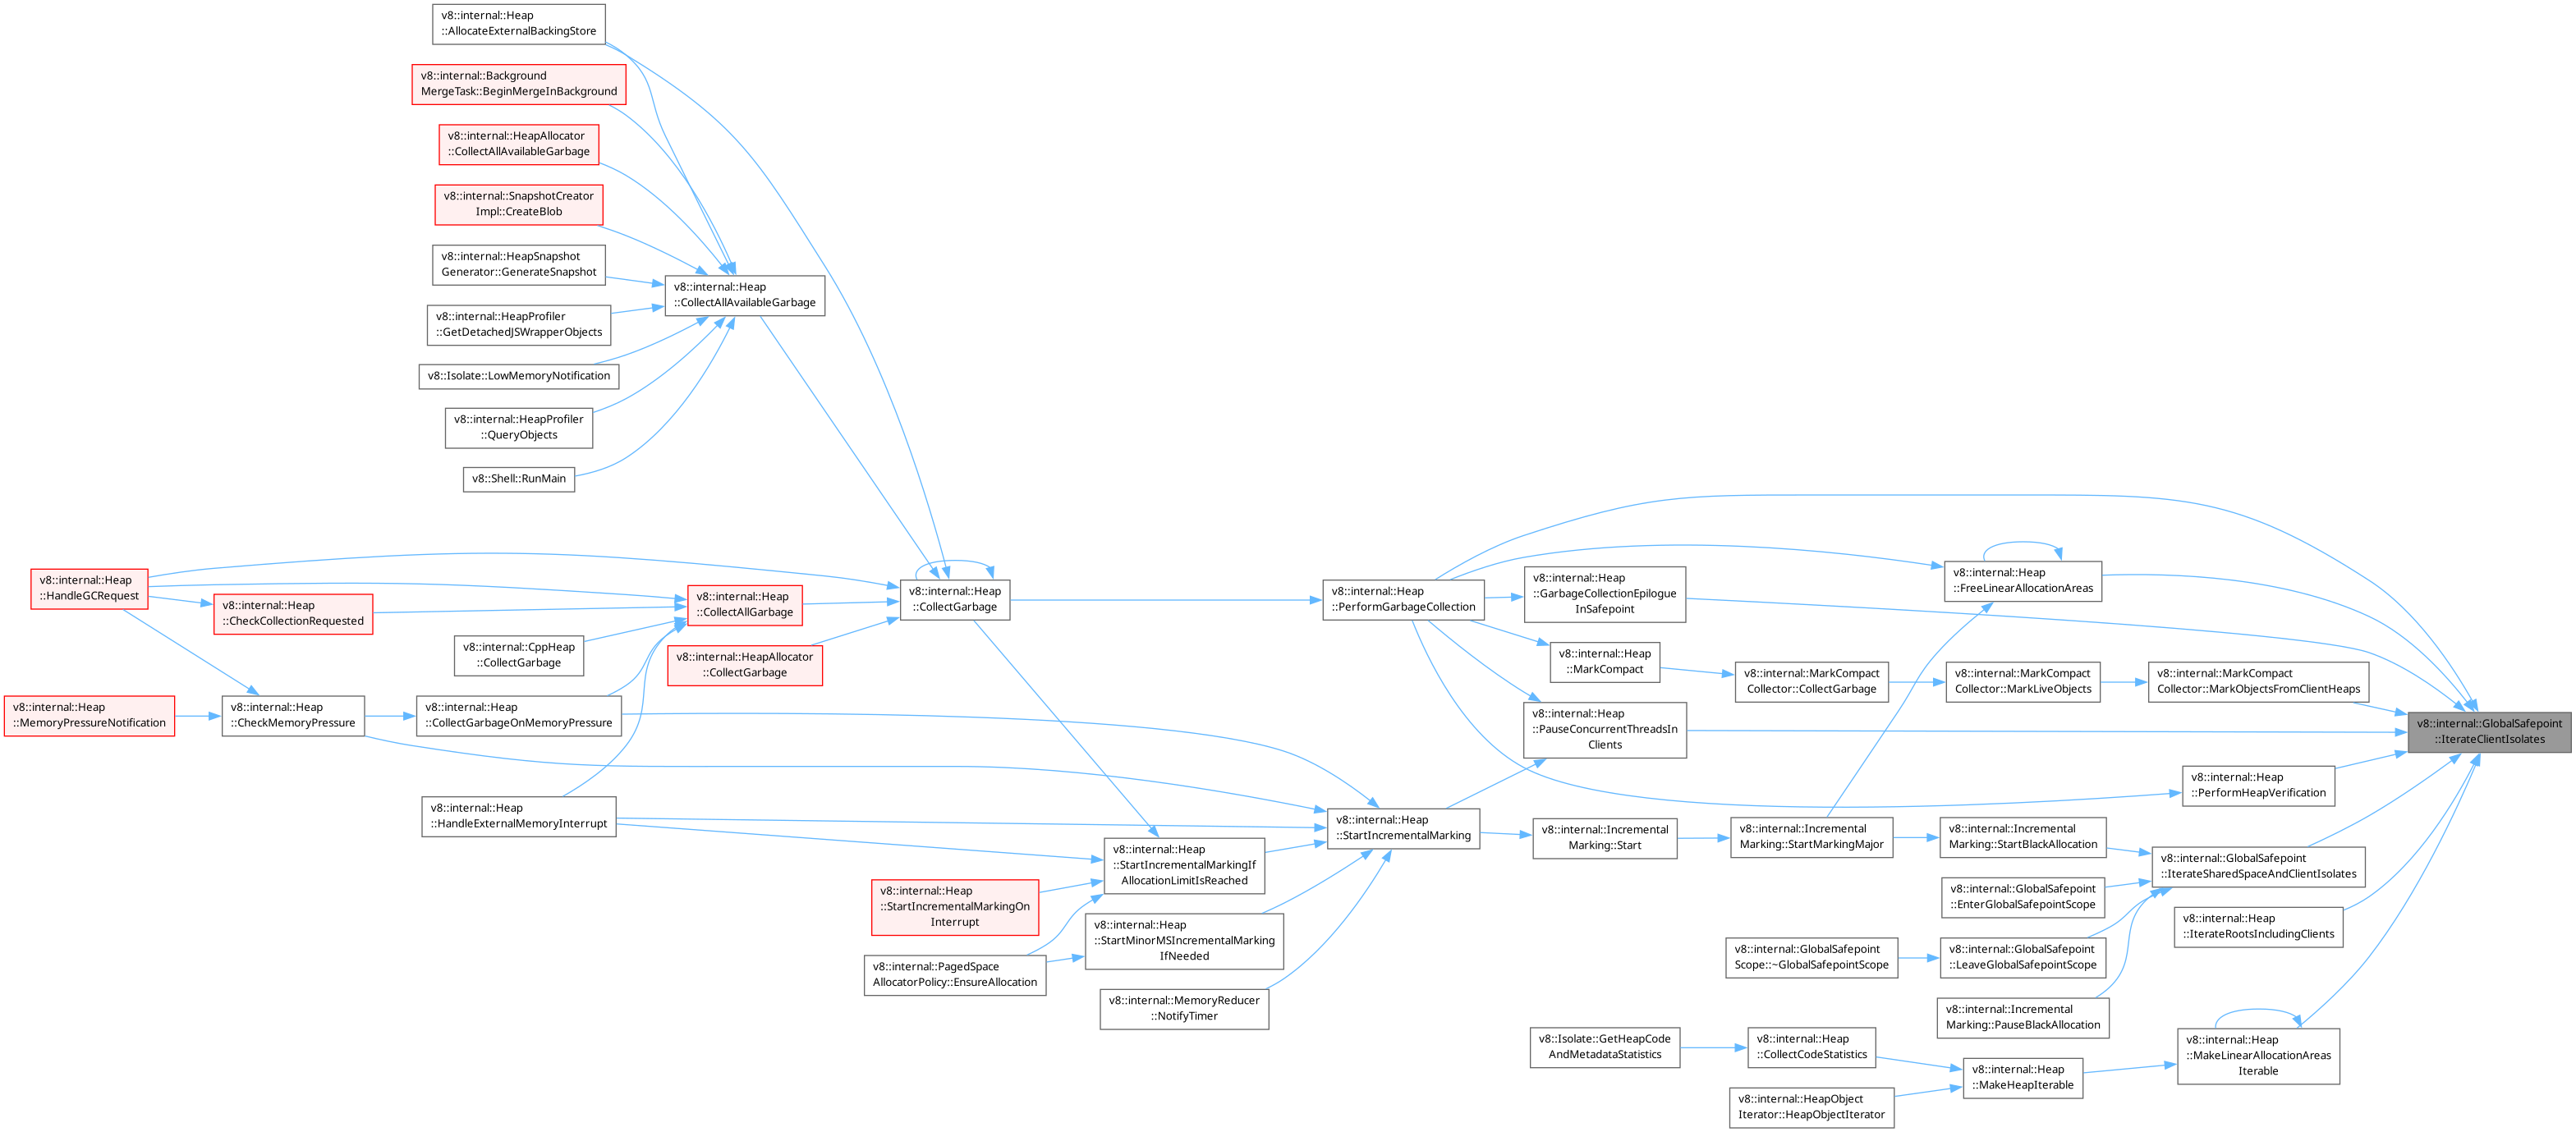 v8::internal::Heap
::AllocateExternalBackingStore
v8::internal::Background
MergeTask::BeginMergeInBackground
v8::internal::HeapAllocator
::CollectAllAvailableGarbage
v8::internal::SnapshotCreator
Impl::CreateBlob
v8::internal::HeapSnapshot
Generator::GenerateSnapshot
v8::internal::HeapProfiler
::GetDetachedJSWrapperObjects
v8::Isolate::LowMemoryNotification
v8::internal::HeapProfiler
::QueryObjects
v8::Shell::RunMain
v8::internal::Heap
::CollectAllAvailableGarbage
v8::internal::Heap
::HandleGCRequest
v8::internal::Heap
::CheckCollectionRequested
v8::internal::Heap
::CollectAllGarbage
v8::internal::CppHeap
::CollectGarbage
v8::internal::HeapAllocator
::CollectGarbage
v8::internal::Heap
::CollectGarbage
v8::internal::Heap
::MemoryPressureNotification
v8::internal::Heap
::CheckMemoryPressure
v8::internal::Heap
::CollectGarbageOnMemoryPressure
v8::internal::Heap
::HandleExternalMemoryInterrupt
v8::internal::Heap
::StartIncrementalMarkingIf
AllocationLimitIsReached
v8::internal::Heap
::StartIncrementalMarkingOn
Interrupt
v8::internal::PagedSpace
AllocatorPolicy::EnsureAllocation
v8::internal::Heap
::StartMinorMSIncrementalMarking
IfNeeded
v8::internal::MemoryReducer
::NotifyTimer
v8::internal::Heap
::PerformGarbageCollection
v8::internal::Heap
::GarbageCollectionEpilogue
InSafepoint
v8::internal::Heap
::MarkCompact
v8::internal::Heap
::PauseConcurrentThreadsIn
Clients
v8::internal::Heap
::StartIncrementalMarking
v8::internal::Incremental
Marking::Start
v8::internal::Heap
::FreeLinearAllocationAreas
v8::internal::MarkCompact
Collector::CollectGarbage
v8::internal::MarkCompact
Collector::MarkLiveObjects
v8::internal::MarkCompact
Collector::MarkObjectsFromClientHeaps
v8::internal::GlobalSafepoint
::IterateClientIsolates
v8::internal::Heap
::PerformHeapVerification
v8::internal::Incremental
Marking::StartMarkingMajor
v8::internal::Incremental
Marking::StartBlackAllocation
v8::internal::GlobalSafepoint
::IterateSharedSpaceAndClientIsolates
v8::internal::GlobalSafepoint
::EnterGlobalSafepointScope
v8::internal::Heap
::IterateRootsIncludingClients
v8::internal::GlobalSafepoint
Scope::~GlobalSafepointScope
v8::internal::GlobalSafepoint
::LeaveGlobalSafepointScope
v8::internal::Incremental
Marking::PauseBlackAllocation
v8::Isolate::GetHeapCode
AndMetadataStatistics
v8::internal::Heap
::CollectCodeStatistics
v8::internal::Heap
::MakeHeapIterable
v8::internal::Heap
::MakeLinearAllocationAreas
Iterable
v8::internal::HeapObject
Iterator::HeapObjectIterator